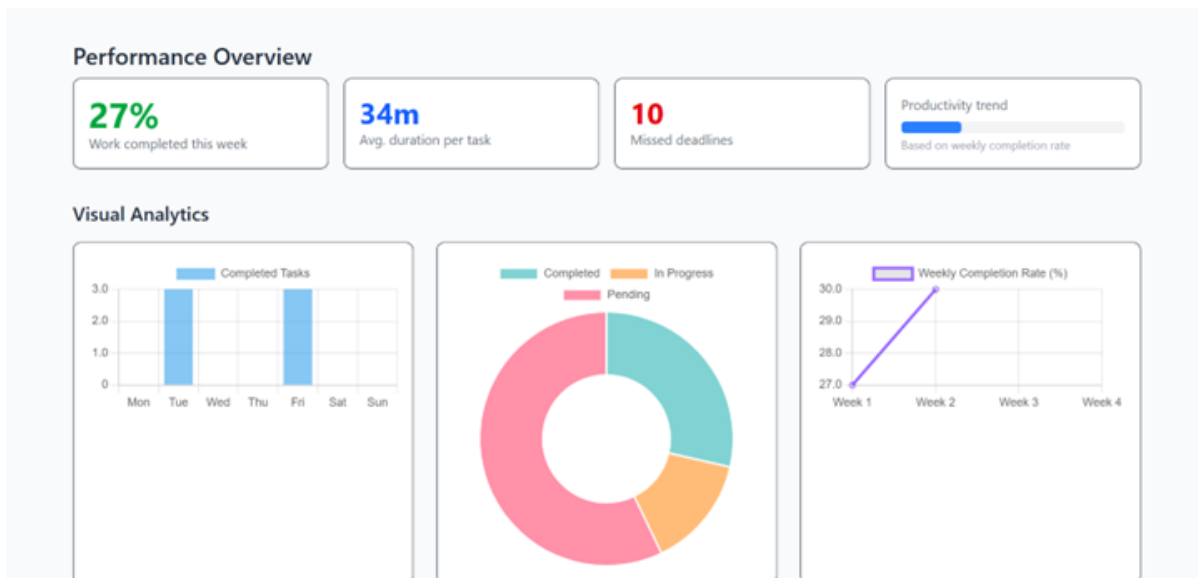 Performance Overview
27%
Work completed this week
34m
Avg. duration per task
10
Missed deadlines
Productivity trend
Based on weekly completion rate
Visual Analytics
Completed Tasks
3.0
2.0
1.0
0
Mon Tue Wed Thu Fri Sat Sun
Completed In Progress
Pending
Weekly Completion Rate (%)
30.0
29.0
28.0
27.0
Week 1 Week 2 Week 3 Week 4